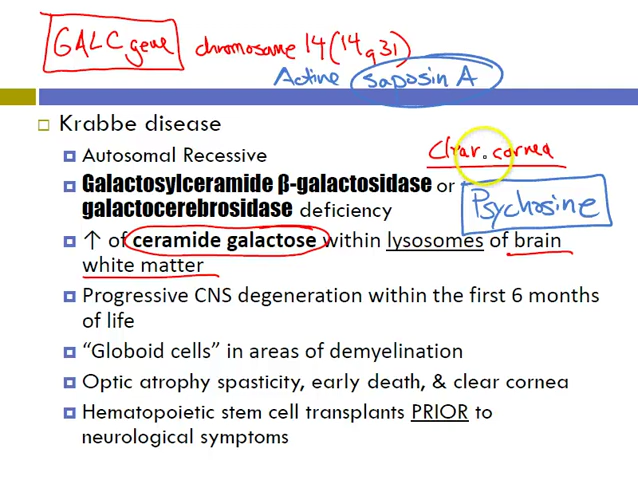 GALC gene chromosome 14 (14q31)
Active saposin A
Krabbe disease
Clear cornea
Autosomal Recessive
Galactosylceramide β-galactosidase or
Psychosine
galactocerebrosidase deficiency
↑ of ceramide galactose within lysosomes of brain
white matter
Progressive CNS degeneration within the first 6 months
of life
“Globoid cells” in areas of demyelination
Optic atrophy spasticity, early death, & clear cornea
Hematopoietic stem cell transplants PRIOR to
neurological symptoms